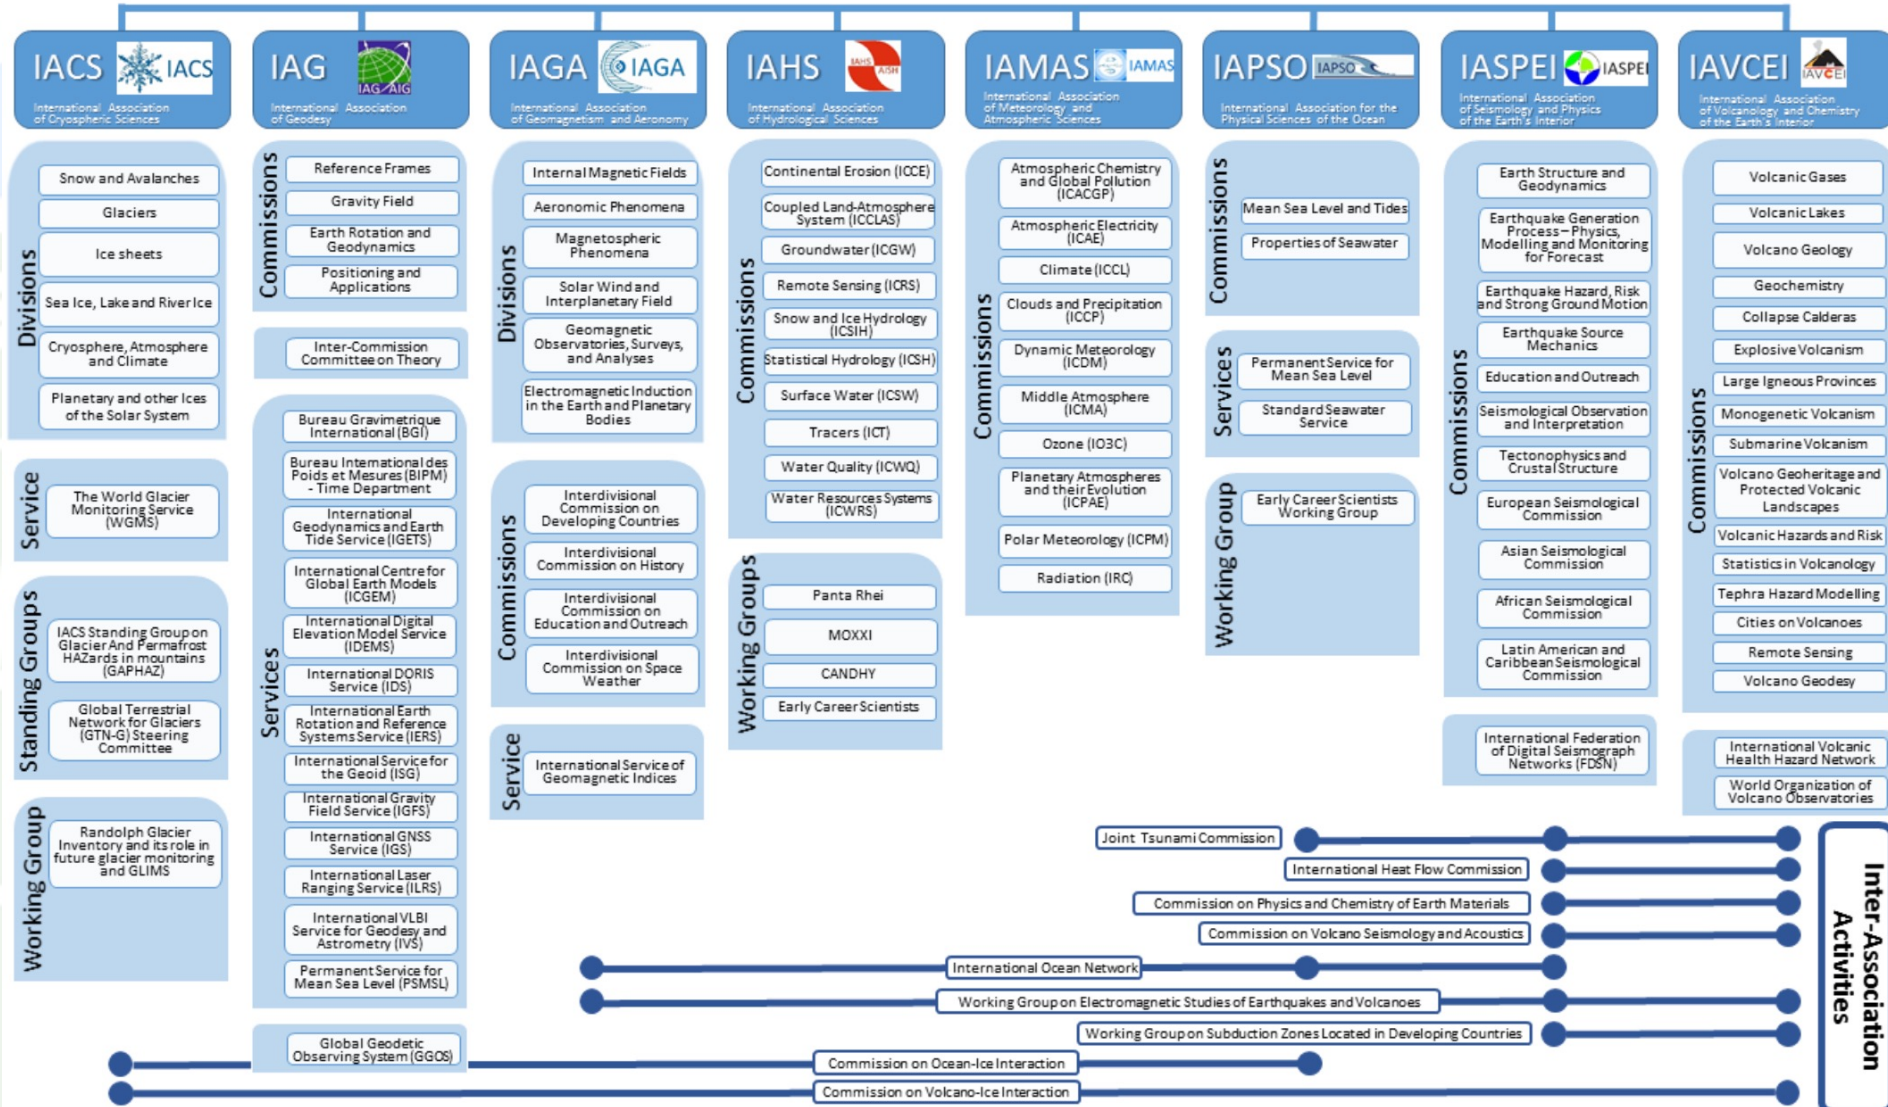 IACS
IACS
International Association
of Cryospheric Sciences
Divisions
Snow and Avalanches
Glaciers
Ice sheets
Sea Ice, Lake and River Ice
Cryosphere, Atmosphere
and Climate
Planetary and other Ices
of the Solar System
Service
The World Glacier
Monitoring Service
(WGMS)
Standing Groups
IACS Standing Group on
Glacier And Permafrost
HAZards in mountains
(GAPHAZ)
Global Terrestrial
Network for Glaciers
(GTN-G) Steering
Committee
Working Group
Randolph Glacier
Inventory and its role in
future glacier monitoring
and GLIMS
IAG
IAG AIG
International Association
of Geodesy
Commissions
Reference Frames
Gravity Field
Earth Rotation and
Geodynamics
Positioning and
Applications
Inter-Commission
Committee on Theory
Services
Bureau Gravimetrique
International (BGI)
Bureau International des
Poids et Mesures (BIPM)
- Time Department
International
Geodynamics and Earth
Tide Service (IGETS)
International Centre for
Global Earth Models
(ICGEM)
International Digital
Elevation Model Service
(IDEMS)
International DORIS
Service (IDS)
International Earth
Rotation and Reference
Systems Service (IERS)
International Service for
the Geoid (ISG)
International Gravity
Field Service (IGFS)
International GNSS
Service (IGS)
International Laser
Ranging Service (ILRS)
International VLBI
Service for Geodesy and
Astrometry (IVS)
Permanent Service for
Mean Sea Level (PSMSL)
Global Geodetic
Observing System (GGOS)
IAGA
IAGA
International Association
of Geomagnetism and Aeronomy
Divisions
Internal Magnetic Fields
Aeronomic Phenomena
Magnetospheric
Phenomena
Solar Wind and
Interplanetary Field
Geomagnetic
Observatories, Surveys,
and Analyses
Electromagnetic Induction
in the Earth and Planetary
Bodies
Commissions
Interdivisional
Commission on
Developing Countries
Interdivisional
Commission on History
Interdivisional
Commission on
Education and Outreach
Interdivisional
Commission on Space
Weather
Service
International Service of
Geomagnetic Indices
IAHS
IAHS
AISH
International Association
of Hydrological Sciences
Commissions
Continental Erosion (ICCE)
Coupled Land-Atmosphere
System (ICCLAS)
Groundwater (ICGW)
Remote Sensing (ICRS)
Snow and Ice Hydrology
(ICSIH)
Statistical Hydrology (ICSH)
Surface Water (ICSW)
Tracers (ICT)
Water Quality (ICWQ)
Water Resources Systems
(ICWRS)
Working Groups
Panta Rhei
MOXXI
CANDHY
Early Career Scientists
IAMAS
IAMAS
International Association
of Meteorology and
Atmospheric Sciences
Commissions
Atmospheric Chemistry
and Global Pollution
(ICACGP)
Atmospheric Electricity
(ICAE)
Climate (ICCL)
Clouds and Precipitation
(ICCP)
Dynamic Meteorology
(ICDM)
Middle Atmosphere
(ICMA)
Ozone (IO3C)
Planetary Atmospheres
and their Evolution
(ICPAE)
Polar Meteorology (ICPM)
Radiation (IRC)
IAPSO
IAPSO
International Association for the
Physical Sciences of the Ocean
Commissions
Mean Sea Level and Tides
Properties of Seawater
Services
Permanent Service for
Mean Sea Level
Standard Seawater
Service
Working Group
Early Career Scientists
Working Group
IASPEI
IASPEI
International Association
of Seismology and Physics
of the Earth's Interior
Commissions
Earth Structure and
Geodynamics
Earthquake Generation
Process – Physics,
Modelling and Monitoring
for Forecast
Earthquake Hazard, Risk
and Strong Ground Motion
Earthquake Source
Mechanics
Education and Outreach
Seismological Observation
and Interpretation
Tectonophysics and
Crustal Structure
European Seismological
Commission
Asian Seismological
Commission
African Seismological
Commission
Latin American and
Caribbean Seismological
Commission
International Federation
of Digital Seismograph
Networks (FDSN)
IAVCEI
IAVCEI
International Association
of Volcanology and Chemistry
of the Earth's Interior
Commissions
Volcanic Gases
Volcanic Lakes
Volcano Geology
Geochemistry
Collapse Calderas
Explosive Volcanism
Large Igneous Provinces
Monogenetic Volcanism
Submarine Volcanism
Volcano Geoheritage and
Protected Volcanic
Landscapes
Volcanic Hazards and Risk
Statistics in Volcanology
Tephra Hazard Modelling
Cities on Volcanoes
Remote Sensing
Volcano Geodesy
International Volcanic
Health Hazard Network
World Organization of
Volcano Observatories
Joint Tsunami Commission
International Heat Flow Commission
Commission on Physics and Chemistry of Earth Materials
Commission on Volcano Seismology and Acoustics
International Ocean Network
Working Group on Electromagnetic Studies of Earthquakes and Volcanoes
Working Group on Subduction Zones Located in Developing Countries
Commission on Ocean-Ice Interaction
Commission on Volcano-Ice Interaction
Inter-Association
Activities